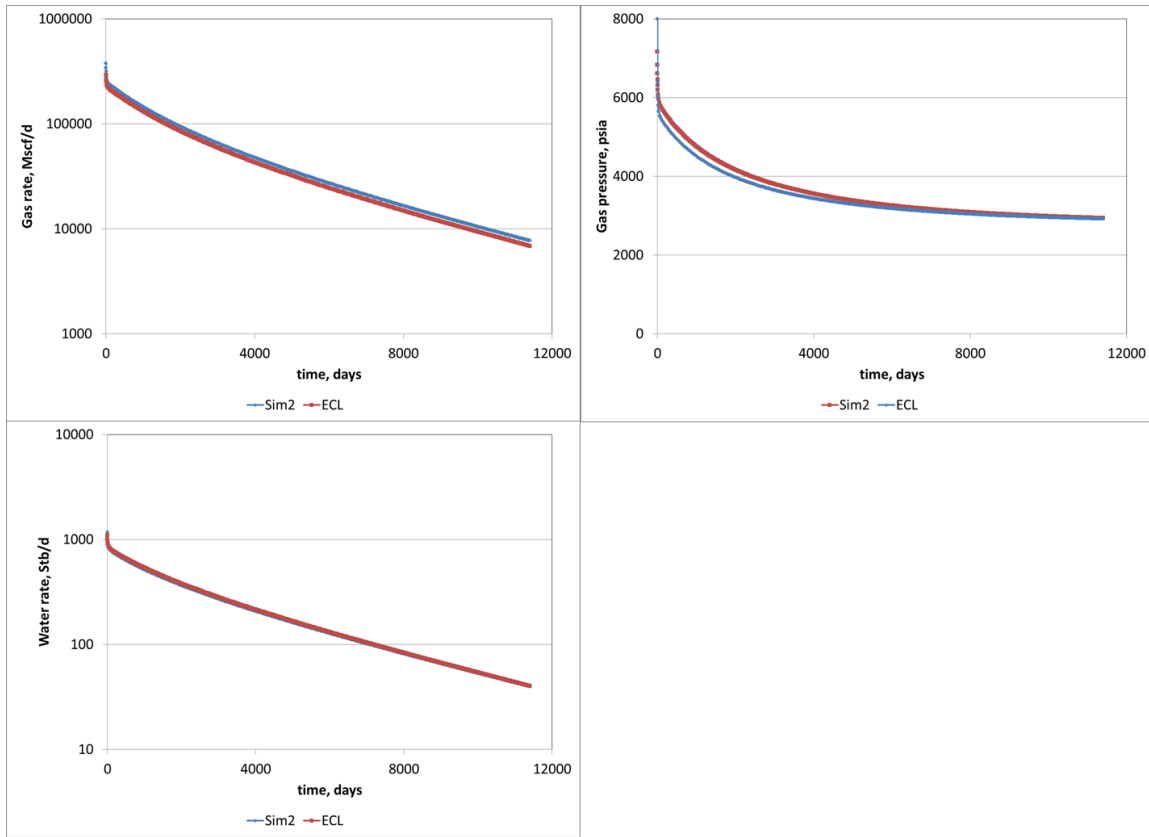 Gas rate, Mscf/d
1000000
100000
10000
1000
0 4000 8000 12000
time, days
Sim2 ECL
Gas pressure, psia
8000
6000
4000
2000
0
0 4000 8000 12000
time, days
Sim2 ECL
Water rate, Stb/d
10000
1000
100
10
0 4000 8000 12000
time, days
Sim2 ECL